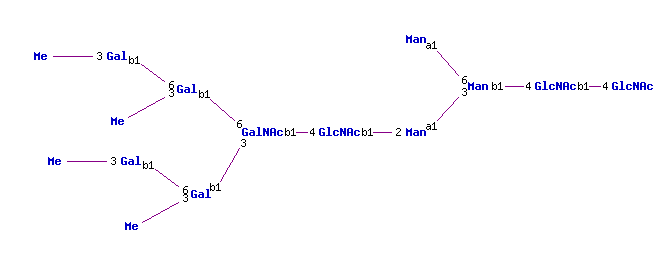 Man a1
Me 3 Gal b1
6 3 Gal b1
6 3 Man b1 4 GlcNAc b1 4 GlcNAc
Me
6 3 GalNAc b1 4 GlcNAc b1 2 Man a1
Me 3 Gal b1
6 3 Gal b1
Me